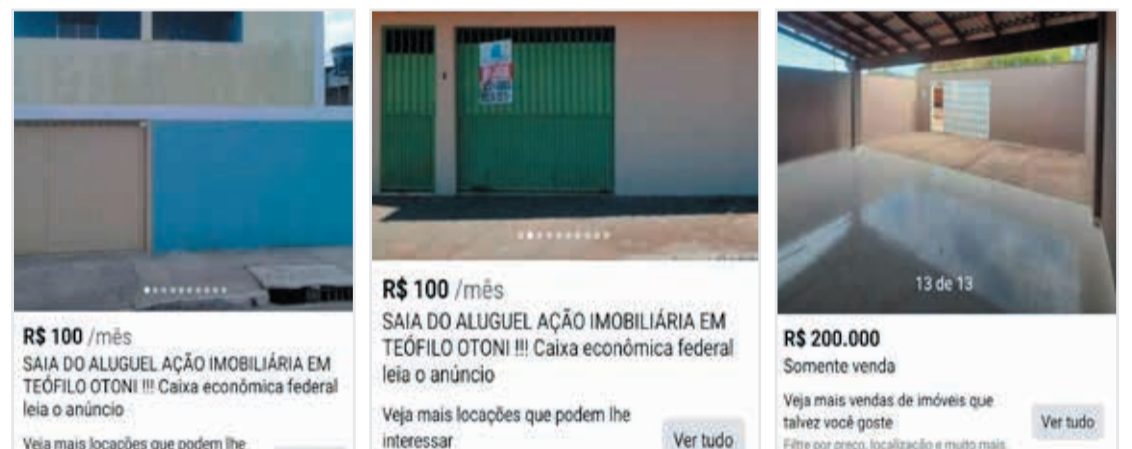 R$ 100 /mês
SAIA DO ALUGUEL AÇÃO IMOBILIÁRIA EM
TEÓFILO OTONI !!! Caixa econômica federal
leia o anúncio
Veja mais locações que podem lhe
R$ 100 /mês
SAIA DO ALUGUEL AÇÃO IMOBILIÁRIA EM
TEÓFILO OTONI !!! Caixa econômica federal
leia o anúncio
Veja mais locações que podem lhe
interessar
Ver tudo
13 de 13
R$ 200.000
Somente venda
Veja mais vendas de imóveis que
talvez você goste
Ver tudo
Filtre por preço, localização e muito mais